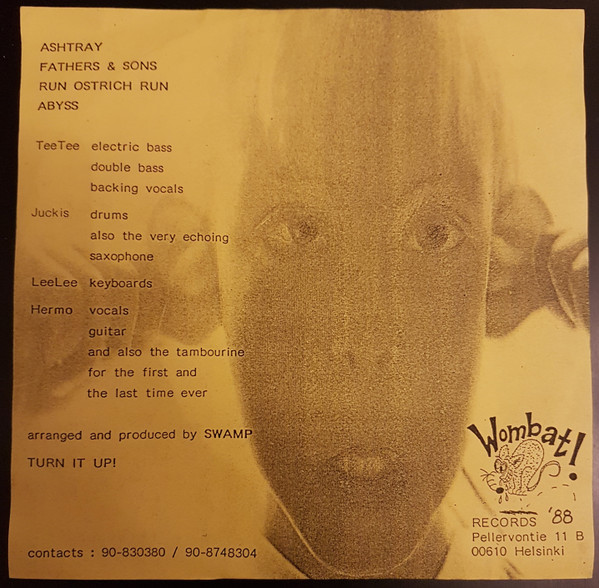 ASHTRAY
FATHERS & SONS
RUN OSTRICH RUN
ABYSS
TeeTee electric bass
double bass
backing vocals
Juckis drums
also the very echoing
saxophone
LeeLee keyboards
Hermo vocals
guitar
and also the tambourine
for the first and
the last time ever
arranged and produced by SWAMP
TURN IT UP!
contacts : 90-830380 / 90-8748304
Wombat!
RECORDS '88
Pellervontie 11 B
00610 Helsinki